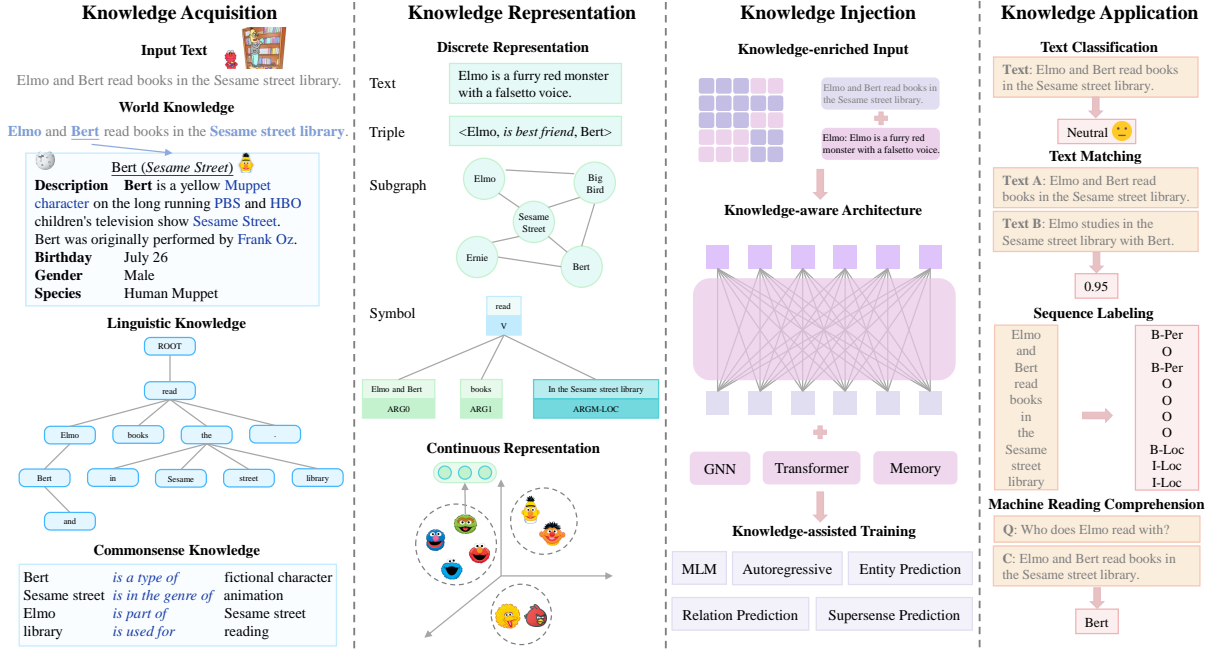 Knowledge Acquisition
Input Text
Elmo and Bert read books in the Sesame street library.
World Knowledge
Elmo and Bert read books in the Sesame street library.
Bert (Sesame Street)
Description Bert is a yellow Muppet
character on the long running PBS and HBO
children's television show Sesame Street.
Bert was originally performed by Frank Oz.
Birthday July 26
Gender Male
Species Human Muppet
Linguistic Knowledge
ROOT
read
Elmo books the .
Bert in Sesame street library
and
Commonsense Knowledge
Bert is a type of fictional character
Sesame street is in the genre of animation
Elmo is part of Sesame street
library is used for reading
Knowledge Representation
Discrete Representation
Text
Elmo is a furry red monster
with a falsetto voice.
Triple
<Elmo, is best friend, Bert>
Subgraph
Elmo
Big
Bird
Sesame
Street
Ernie
Bert
Symbol
read
V
Elmo and Bert
ARG0
books
ARG1
In the Sesame street library
ARGM-LOC
Continuous Representation
Knowledge Injection
Knowledge-enriched Input
Elmo and Bert read books in
the Sesame street library.
Elmo: Elmo is a furry red
monster with a falsetto voice.
Knowledge-aware Architecture
GNN
Transformer
Memory
Knowledge-assisted Training
MLM
Autoregressive
Entity Prediction
Relation Prediction
Supersense Prediction
Knowledge Application
Text Classification
Text: Elmo and Bert read books
in the Sesame street library.
Neutral
Text Matching
Text A: Elmo and Bert read
books in the Sesame street library.
Text B: Elmo studies in the
Sesame street library with Bert.
0.95
Sequence Labeling
Elmo B-Per
and O
Bert B-Per
read O
books O
in O
the O
Sesame B-Loc
street I-Loc
library I-Loc
Machine Reading Comprehension
Q: Who does Elmo read with?
C: Elmo and Bert read books in
the Sesame street library.
Bert